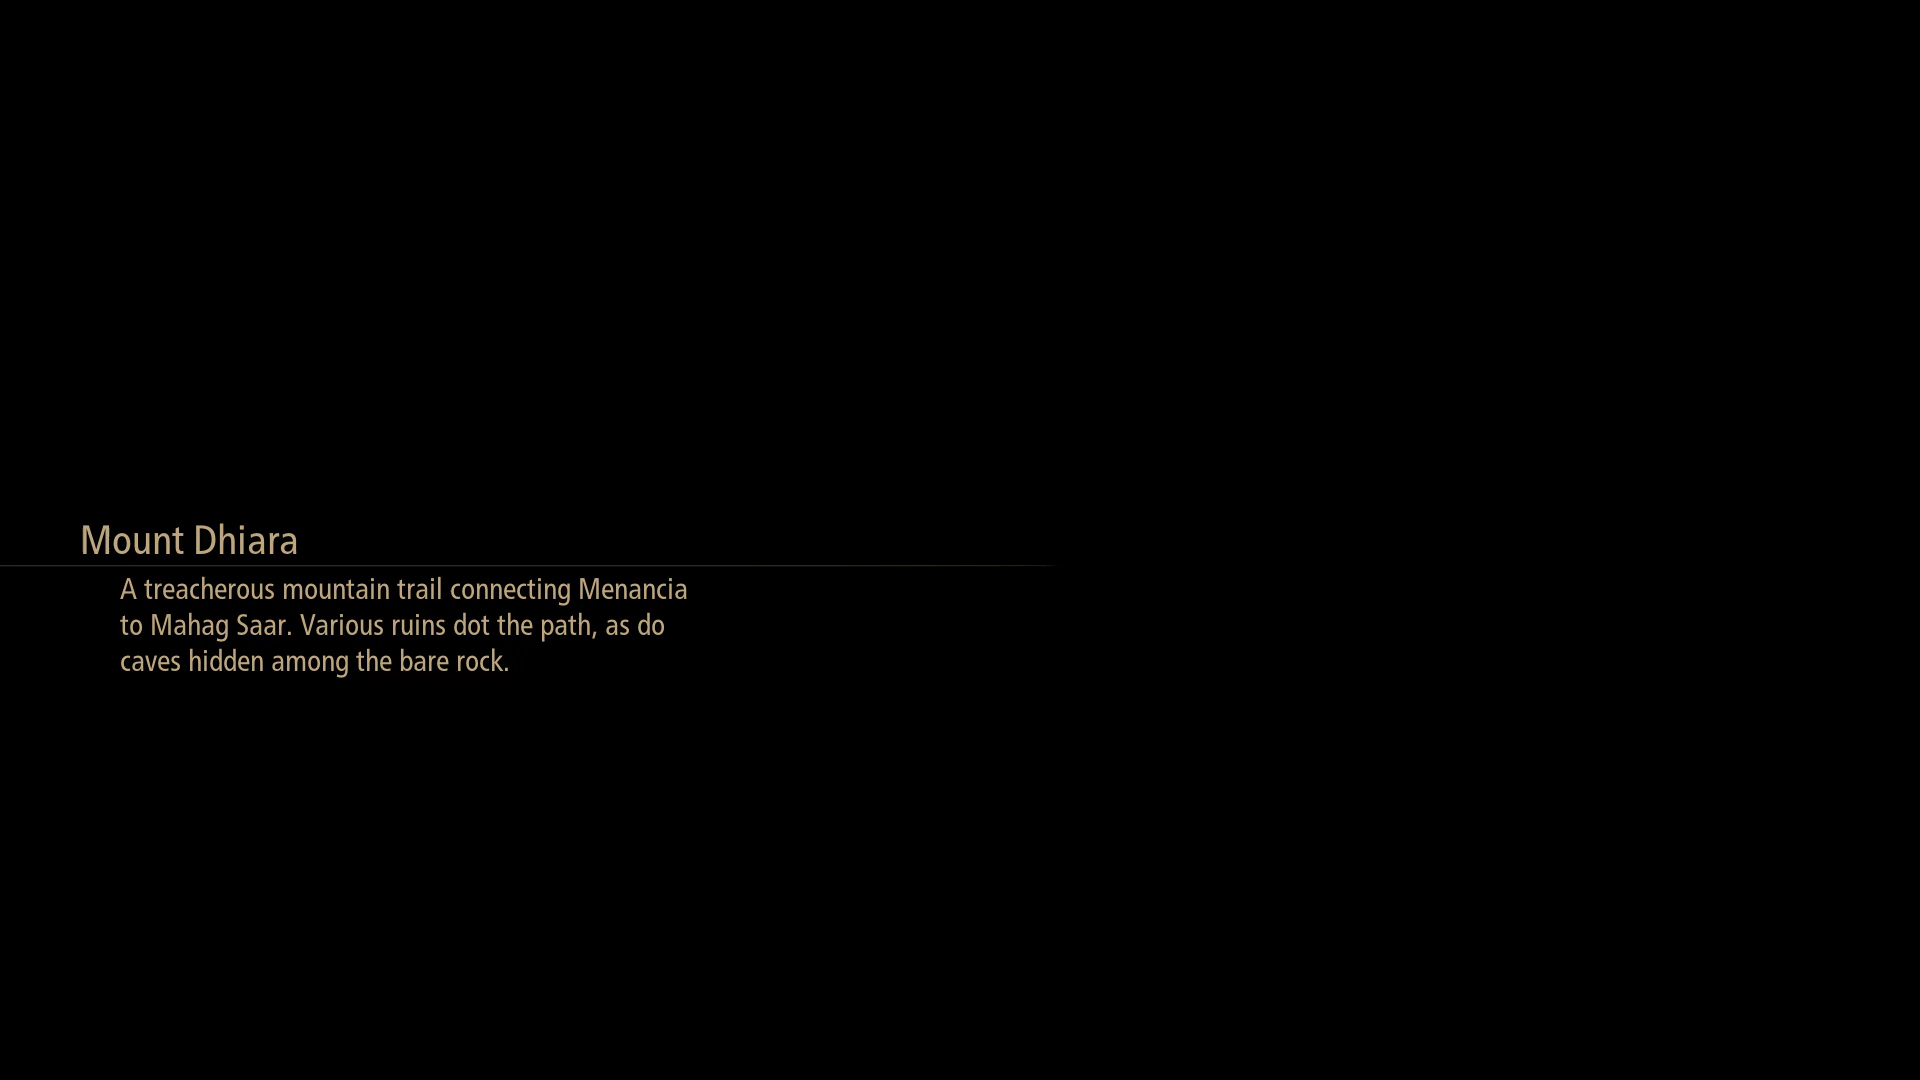 Mount Dhiara
A treacherous mountain trail connecting Menancia
to Mahag Saar. Various ruins dot the path, as do
caves hidden among the bare rock.